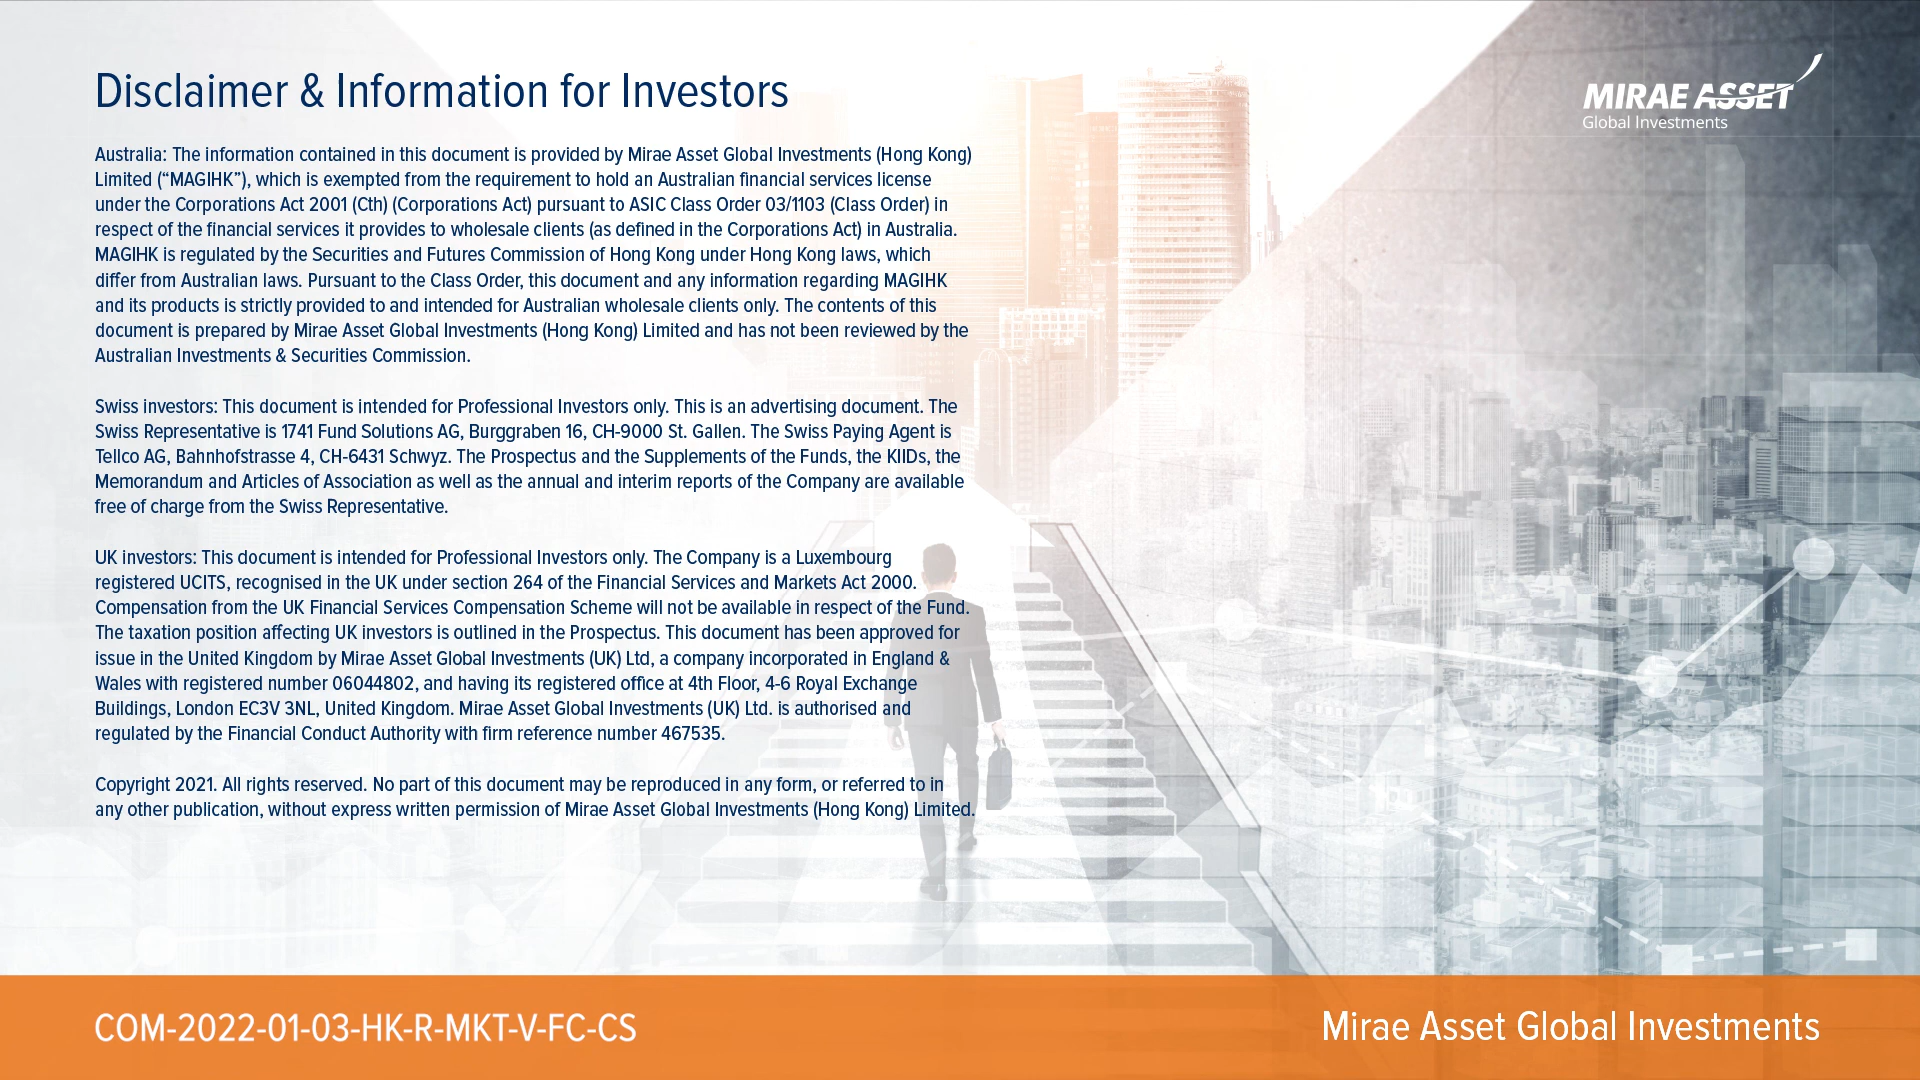 Disclaimer & Information for Investors
MIRAE ASSET
Global Investments
Australia: The information contained in this document is provided by Mirae Asset Global Investments (Hong Kong)
Limited (“MAGIHK”), which is exempted from the requirement to hold an Australian financial services license
under the Corporations Act 2001 (Cth) (Corporations Act) pursuant to ASIC Class Order 03/1103 (Class Order) in
respect of the financial services it provides to wholesale clients (as defined in the Corporations Act) in Australia.
MAGIHK is regulated by the Securities and Futures Commission of Hong Kong under Hong Kong laws, which
differ from Australian laws. Pursuant to the Class Order, this document and any information regarding MAGIHK
and its products is strictly provided to and intended for Australian wholesale clients only. The contents of this
document is prepared by Mirae Asset Global Investments (Hong Kong) Limited and has not been reviewed by the
Australian Investments & Securities Commission.
Swiss investors: This document is intended for Professional Investors only. This is an advertising document. The
Swiss Representative is 1741 Fund Solutions AG, Burggraben 16, CH-9000 St. Gallen. The Swiss Paying Agent is
Tellco AG, Bahnhofstrasse 4, CH-6431 Schwyz. The Prospectus and the Supplements of the Funds, the KIIDs, the
Memorandum and Articles of Association as well as the annual and interim reports of the Company are available
free of charge from the Swiss Representative.
UK investors: This document is intended for Professional Investors only. The Company is a Luxembourg
registered UCITS, recognised in the UK under section 264 of the Financial Services and Markets Act 2000.
Compensation from the UK Financial Services Compensation Scheme will not be available in respect of the Fund.
The taxation position affecting UK investors is outlined in the Prospectus. This document has been approved for
issue in the United Kingdom by Mirae Asset Global Investments (UK) Ltd, a company incorporated in England &
Wales with registered number 06044802, and having its registered office at 4th Floor, 4-6 Royal Exchange
Buildings, London EC3V 3NL, United Kingdom. Mirae Asset Global Investments (UK) Ltd. is authorised and
regulated by the Financial Conduct Authority with firm reference number 467535.
Copyright 2021. All rights reserved. No part of this document may be reproduced in any form, or referred to in
any other publication, without express written permission of Mirae Asset Global Investments (Hong Kong) Limited.
COM-2022-01-03-HK-R-MKT-V-FC-CS
Mirae Asset Global Investments